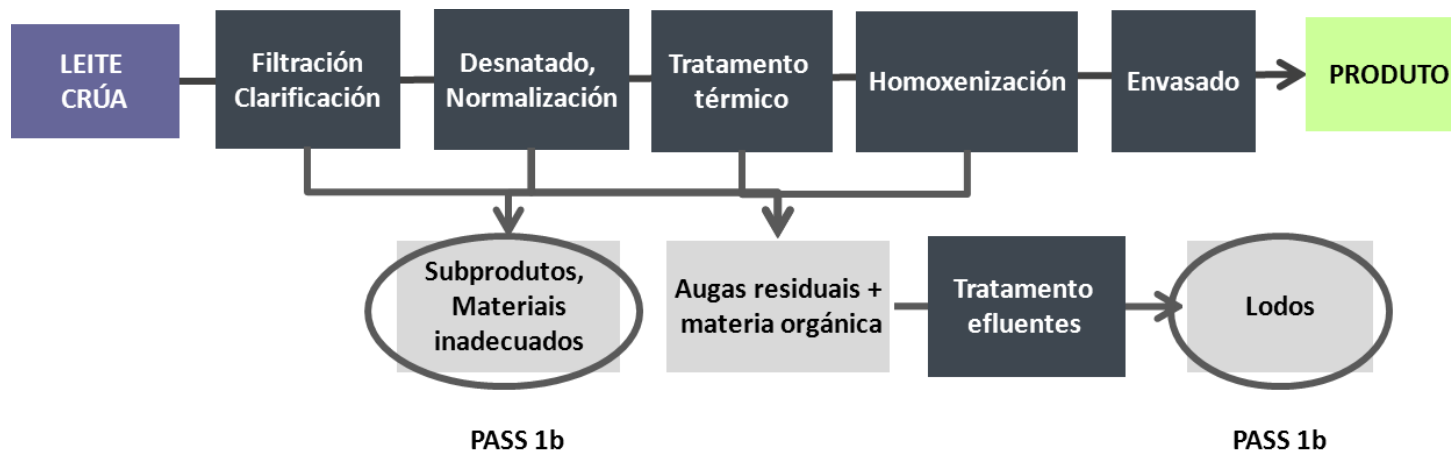 LEITE
CRÚA
Filtración
Clarificación
Desnatado,
Normalización
Tratamento
térmico
Homoxenización
Envasado
PRODUTO
Subprodutos,
Materiais
inadecuados
Augas residuais +
materia orgánica
Tratamento
efluentes
Lodos
PASS 1b
PASS 1b